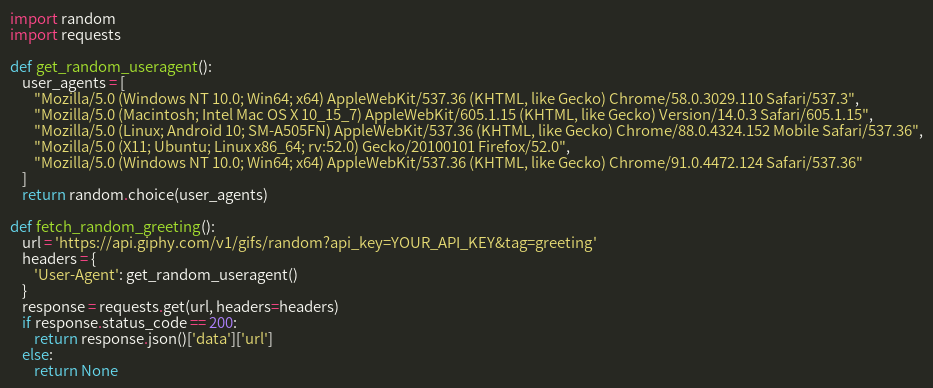 import random
import requests

def get_random_useragent():
    user_agents = [
        "Mozilla/5.0 (Windows NT 10.0; Win64; x64) AppleWebKit/537.36 (KHTML, like Gecko) Chrome/58.0.3029.110 Safari/537.3",
        "Mozilla/5.0 (Macintosh; Intel Mac OS X 10_15_7) AppleWebKit/605.1.15 (KHTML, like Gecko) Version/14.0.3 Safari/605.1.15",
        "Mozilla/5.0 (Linux; Android 10; SM-A505FN) AppleWebKit/537.36 (KHTML, like Gecko) Chrome/88.0.4324.152 Mobile Safari/537.36",
        "Mozilla/5.0 (X11; Ubuntu; Linux x86_64; rv:52.0) Gecko/20100101 Firefox/52.0",
        "Mozilla/5.0 (Windows NT 10.0; Win64; x64) AppleWebKit/537.36 (KHTML, like Gecko) Chrome/91.0.4472.124 Safari/537.36"
    ]
    return random.choice(user_agents)

def fetch_random_greeting():
    url = 'https://api.giphy.com/v1/gifs/random?api_key=YOUR_API_KEY&tag=greeting'
    headers = {
        'User-Agent': get_random_useragent()
    }
    response = requests.get(url, headers=headers)
    if response.status_code == 200:
        return response.json()['data']['url']
    else:
        return None